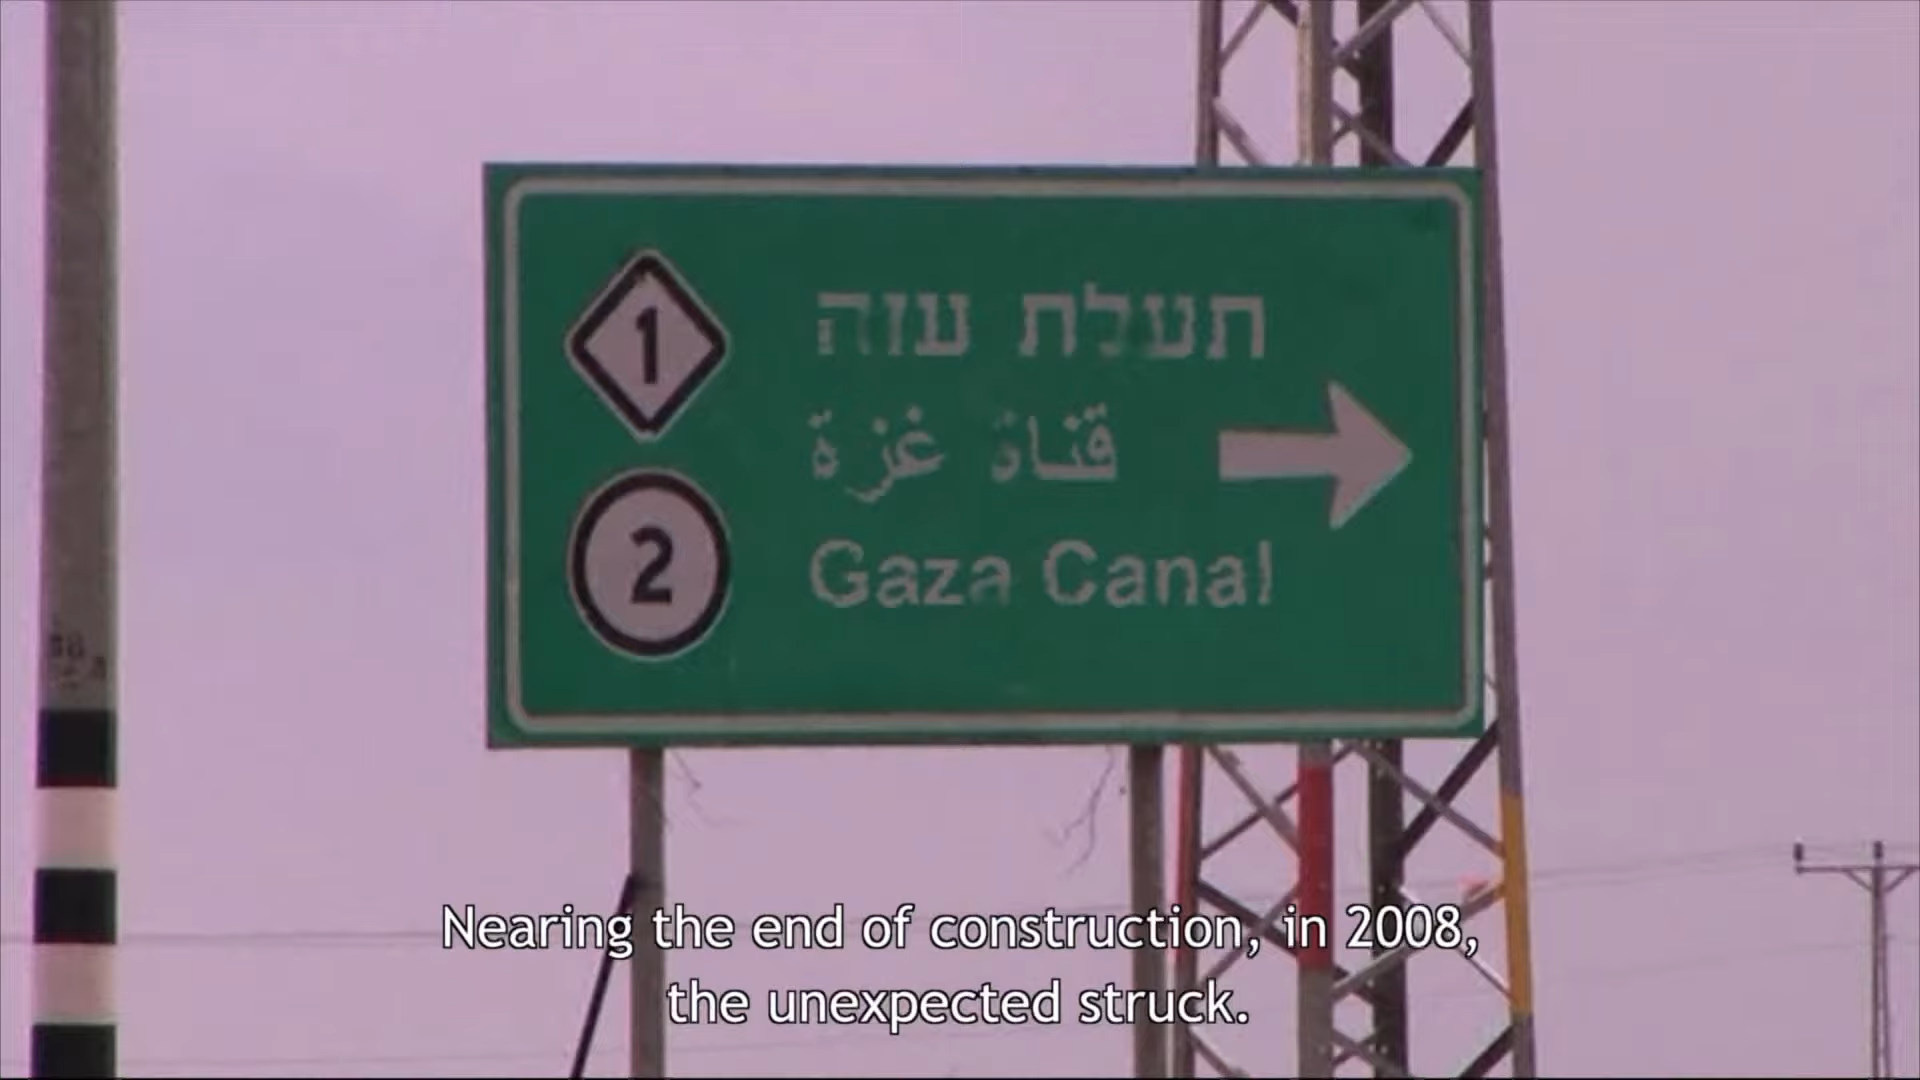 1
תעלת עזה
قناة غزة
2
Gaza Canal
Nearing the end of construction, in 2008,
the unexpected struck.